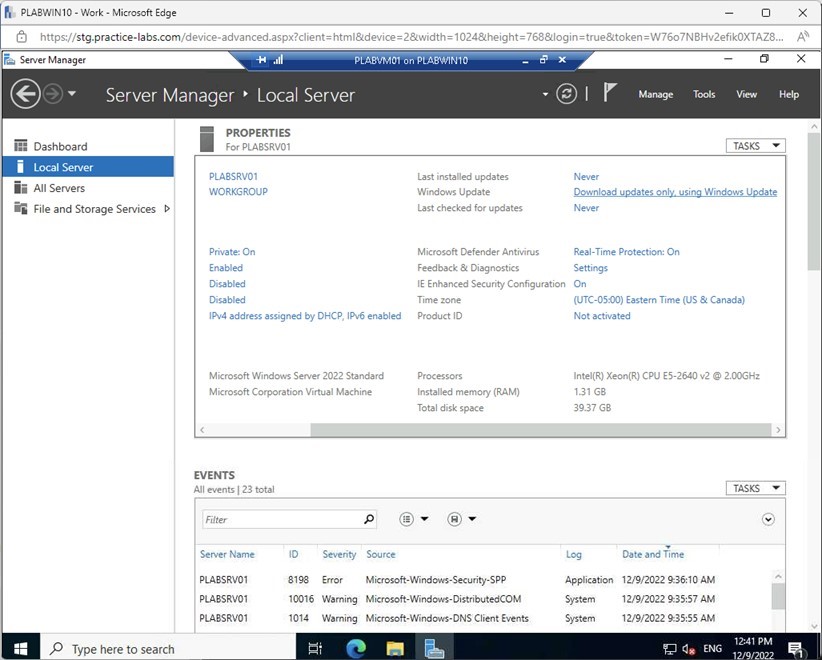 PLABWIN10 - Work - Microsoft Edge
https://stg.practice-labs.com/device-advanced.aspx?client=html&device=2&width=1024&height=768&login=true&token=W76o7NBHv2efik0XTAZ8...
Server Manager
PLABVM01 on PLABWIN10
Server Manager Local Server
Manage Tools View Help
Dashboard
Local Server
All Servers
File and Storage Services
PROPERTIES
For PLABSRV01
TASKS
PLABSRV01 Last installed updates Never
WORKGROUP Windows Update Download updates only, using Windows Update
Last checked for updates Never
Private: On Microsoft Defender Antivirus Real-Time Protection: On
Enabled Feedback & Diagnostics Settings
Disabled IE Enhanced Security Configuration On
Disabled Time zone (UTC-05:00) Eastern Time (US & Canada)
IPv4 address assigned by DHCP, IPv6 enabled Product ID Not activated
Microsoft Windows Server 2022 Standard Processors Intel(R) Xeon(R) CPU E5-2640 v2 @ 2.00GHz
Microsoft Corporation Virtual Machine Installed memory (RAM) 1.31 GB
Total disk space 39.37 GB
EVENTS
All events | 23 total
TASKS
Filter
Server Name ID Severity Source Log Date and Time
PLABSRV01 8198 Error Microsoft-Windows-Security-SPP Application 12/9/2022 9:36:10 AM
PLABSRV01 10016 Warning Microsoft-Windows-DistributedCOM System 12/9/2022 9:35:57 AM
PLABSRV01 1014 Warning Microsoft-Windows-DNS Client Events System 12/9/2022 9:35:55 AM
Type here to search
ENG
12:41 PM
12/9/2022
1